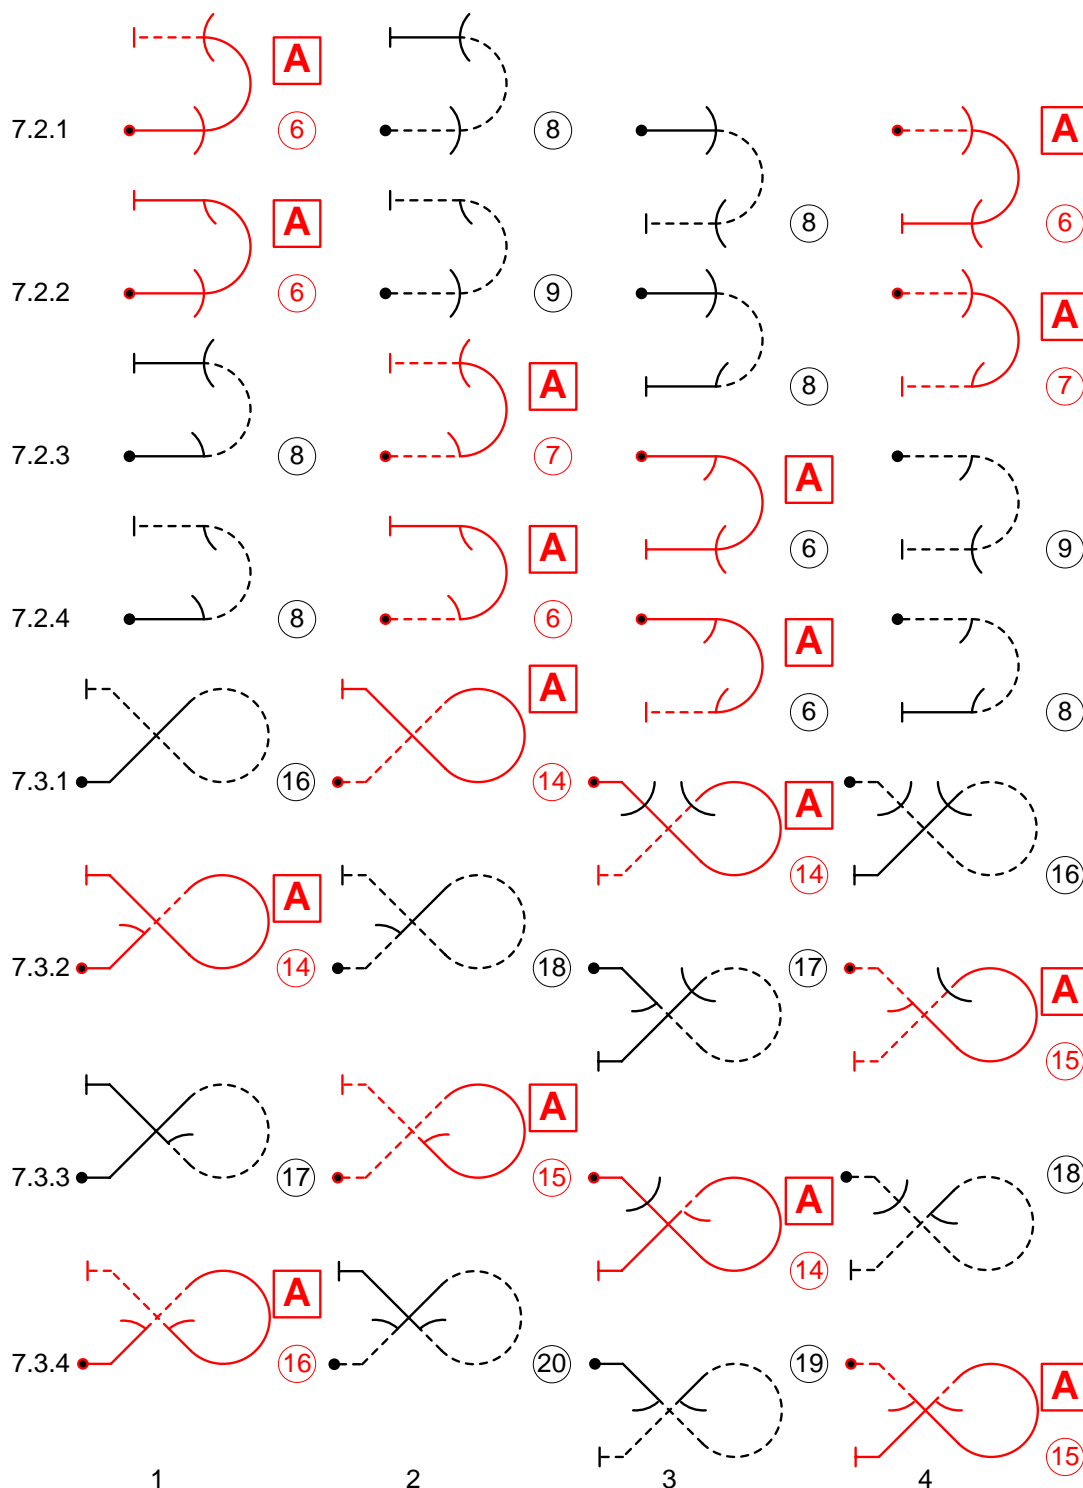 A A
7.2.1 6 8 A
8 6
7.2.2 6 9 A
A 8 7
7.2.3 8 7 A
A 6 9
7.2.4 8 6 A
A 6 8
7.3.1 16 14 A
A 14 16
7.3.2 14 18 17 A
15
A
7.3.3 17 15 A 18
A 14
7.3.4 16 20 19 A
15
1 2 3 4